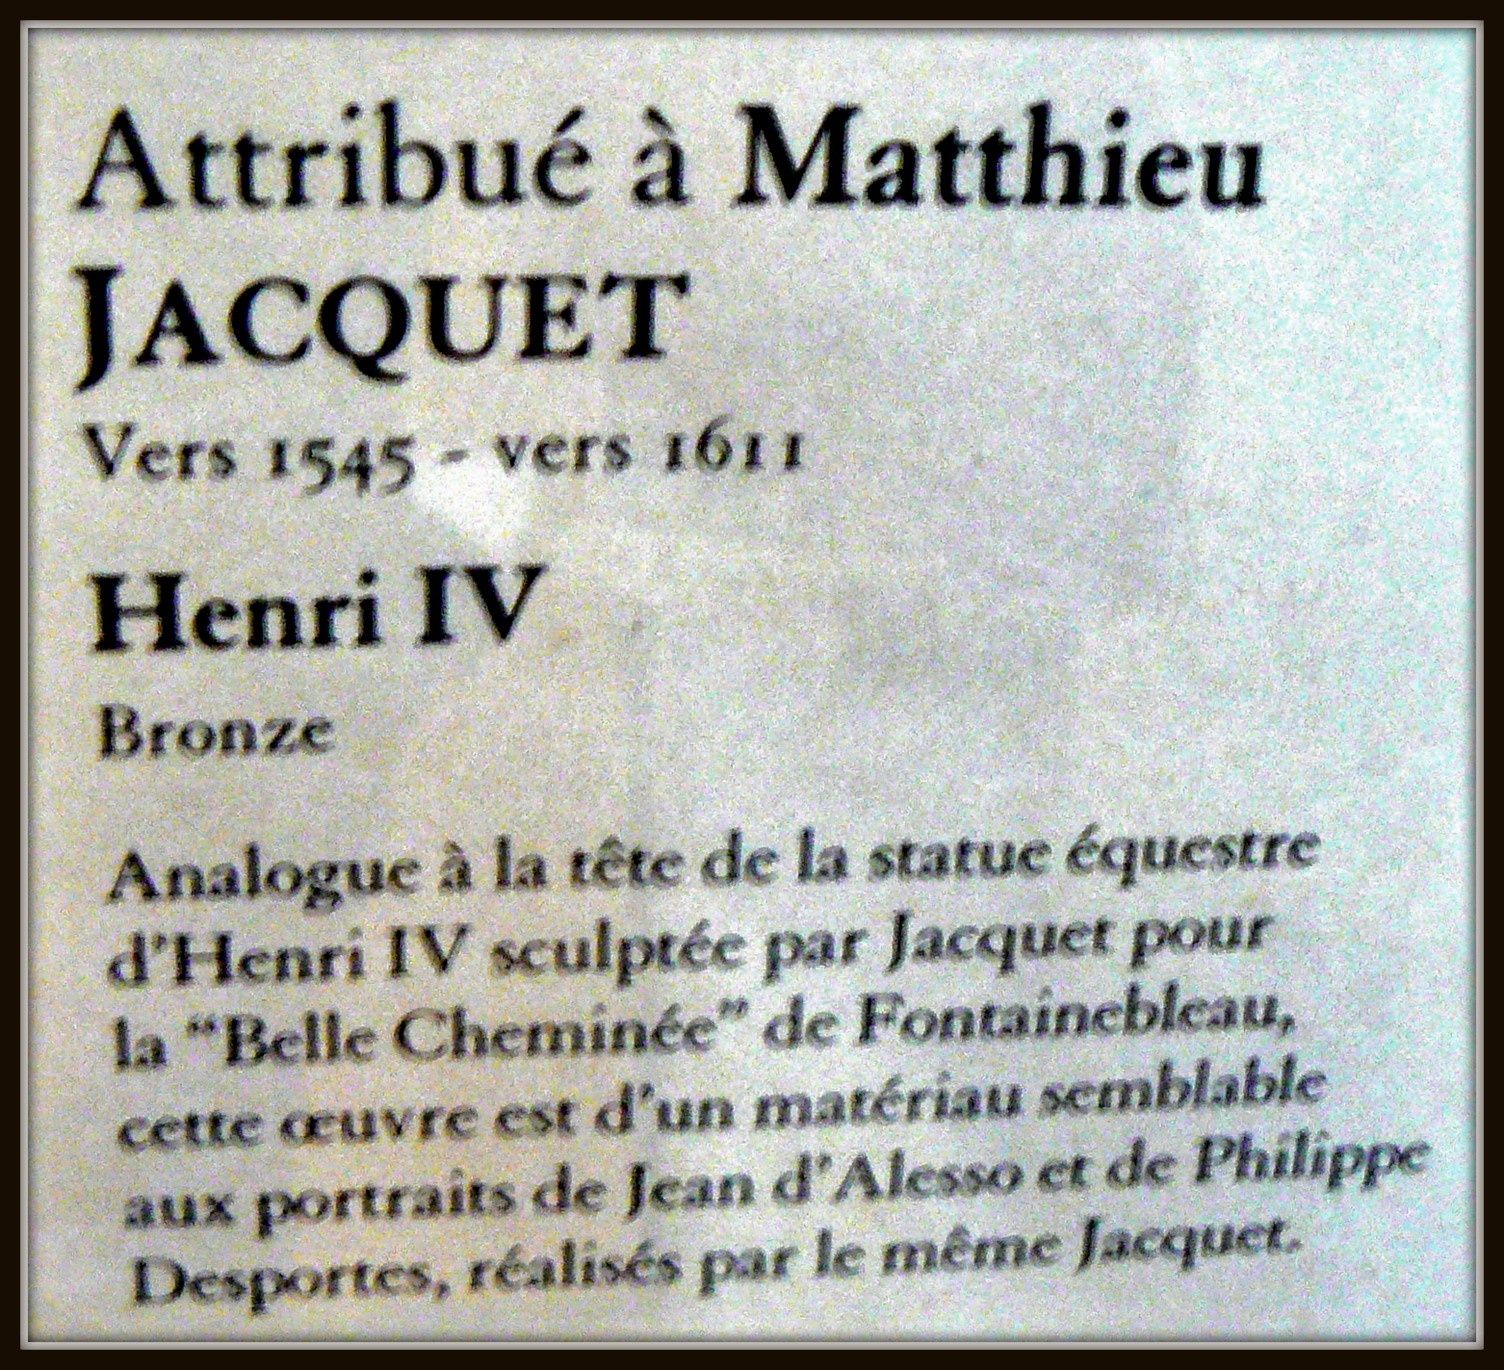 Attribué à Matthieu
JACQUET
Vers 1545 - vers 1611
Henri IV
Bronze
Analogue à la tête de la statue équestre
d'Henri IV sculptée par Jacquet pour
la “Belle Cheminée” de Fontainebleau,
cette œuvre est d'un matériau semblable
aux portraits de Jean d'Alesso et de Philippe
Desportes, réalisés par le même Jacquet.